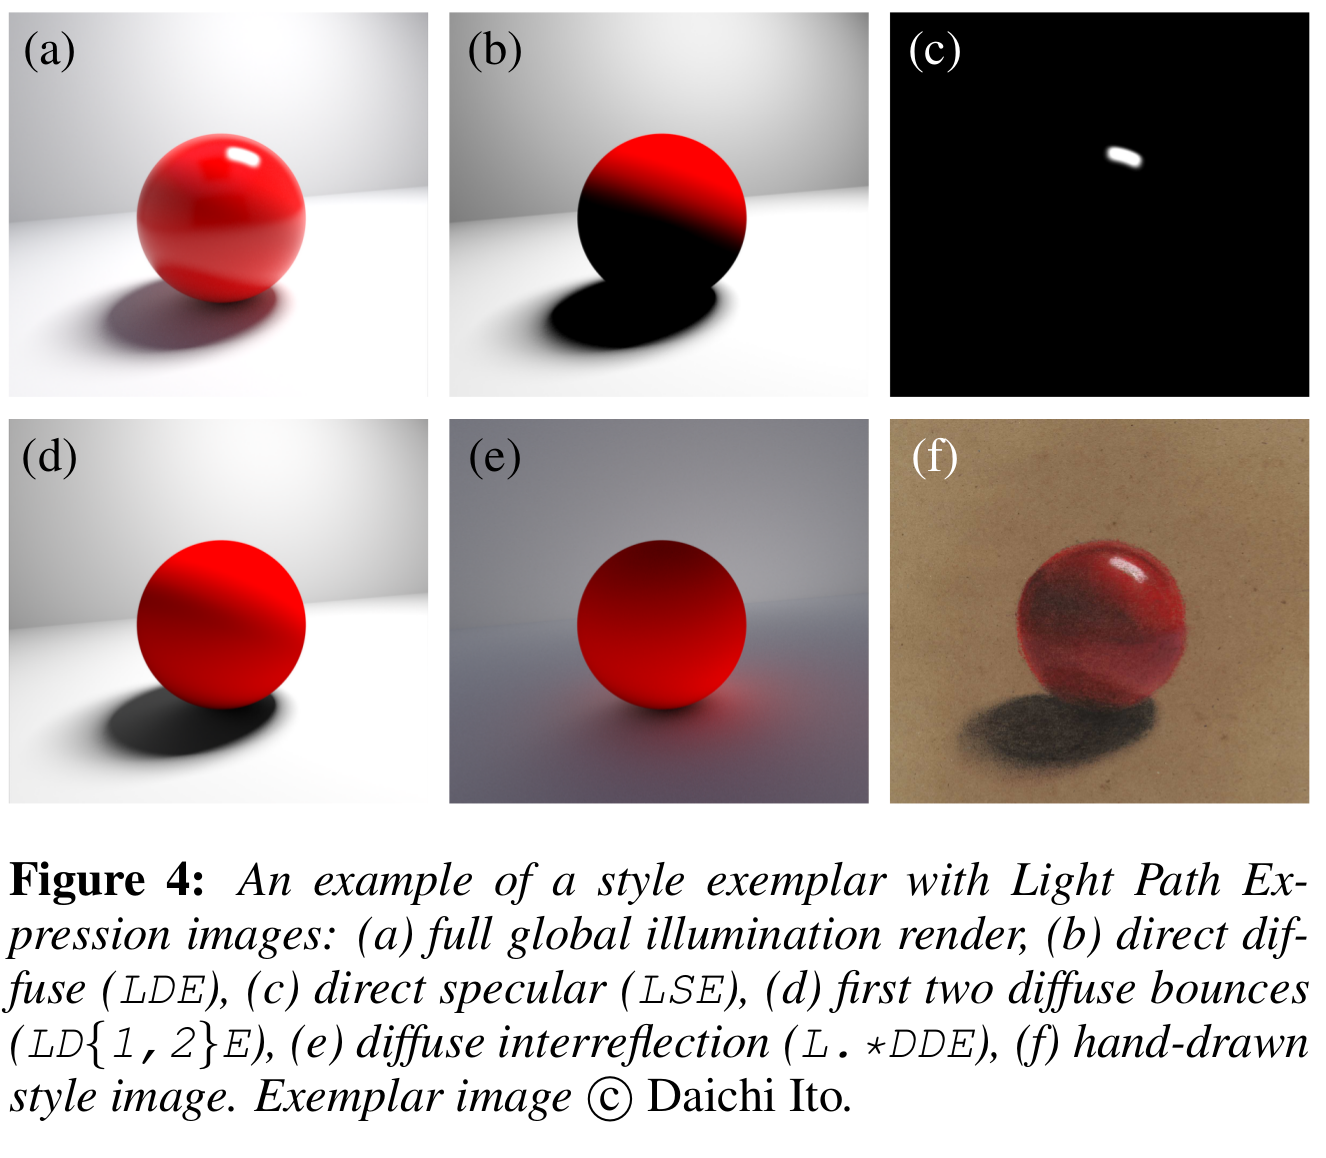 (a) (b) (c)
(d) (e) (f)
Figure 4: An example of a style exemplar with Light Path Ex-
pression images: (a) full global illumination render, (b) direct dif-
fuse (LDE), (c) direct specular (LSE), (d) first two diffuse bounces
(LD{1,2}E), (e) diffuse interreflection (L.*DDE), (f) hand-drawn
style image. Exemplar image © Daichi Ito.